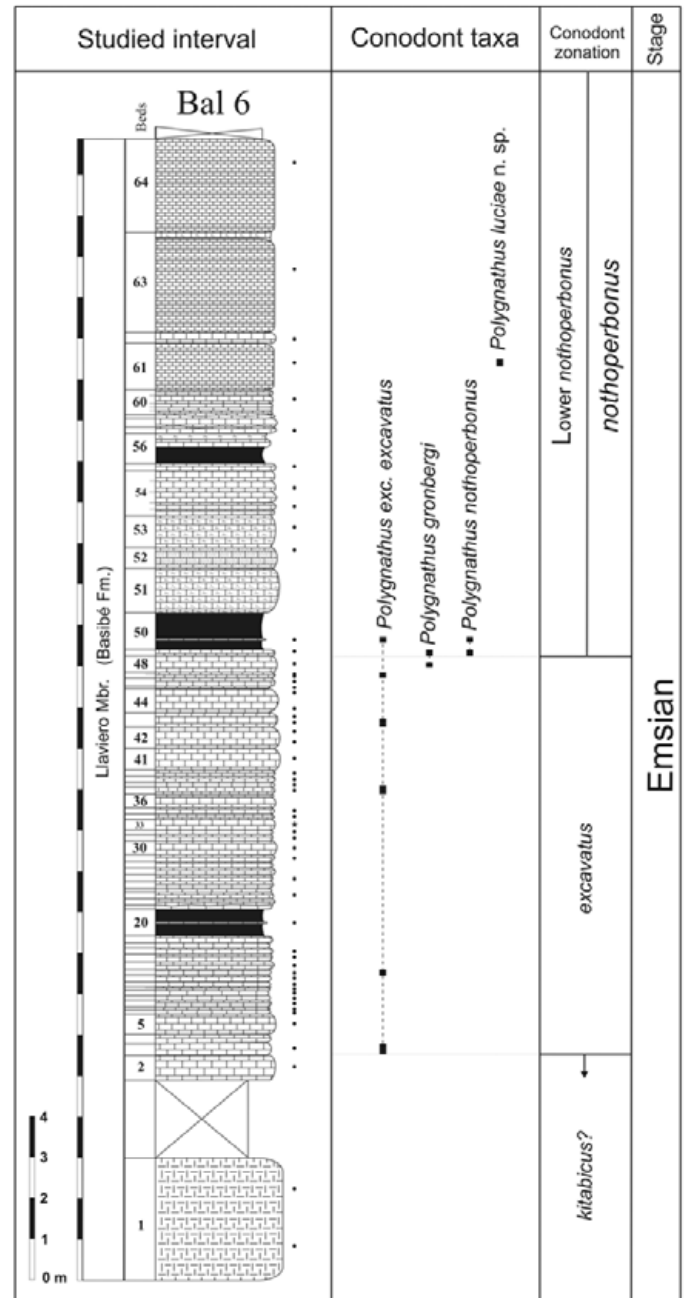 Studied interval
Conodont taxa
Conodont
zonation
Stage
Beds
Bal 6
64
63
61
60
56
54
53
52
51
50
48
44
42
41
36
33
30
20
5
2
1
Llaviero Mbr. (Basibé Fm.)
4
3
2
1
0 m
Polygnathus exc. excavatus
Polygnathus gronbergi
Polygnathus nothoperbonus
Polygnathus luciae n. sp.
Lower nothoperbonus
nothoperbonus
excavatus
kitabicus?
Emsian